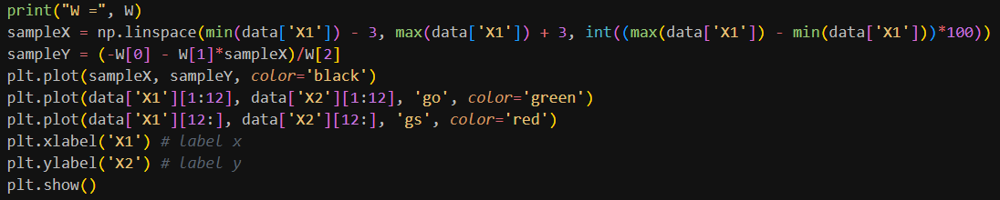 print("W =", W)
sampleX = np.linspace(min(data['X1']) - 3, max(data['X1']) + 3, int((max(data['X1']) - min(data['X1']))*100))
sampleY = (-W[0] - W[1]*sampleX)/W[2]
plt.plot(sampleX, sampleY, color='black')
plt.plot(data['X1'][1:12], data['X2'][1:12], 'go', color='green')
plt.plot(data['X1'][12:], data['X2'][12:], 'gs', color='red')
plt.xlabel('X1') # label x
plt.ylabel('X2') # label y
plt.show()